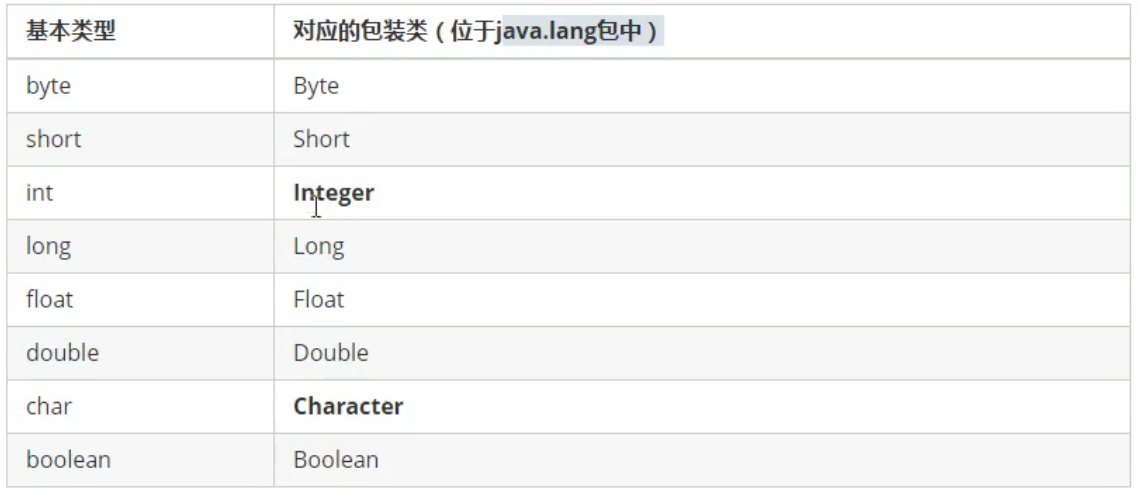 基本类型 对应的包装类（位于java.lang包中）
byte Byte
short Short
int Integer
long Long
float Float
double Double
char Character
boolean Boolean